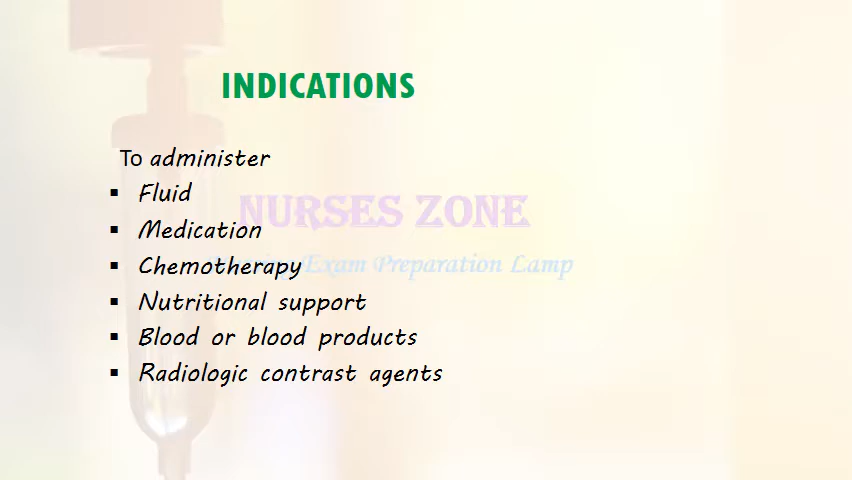 INDICATIONS
To administer
▪ Fluid
NURSES ZONE
▪ Medication
▪ Chemotherapy
Exam Preparation Lamp
▪ Nutritional support
▪ Blood or blood products
▪ Radiologic contrast agents